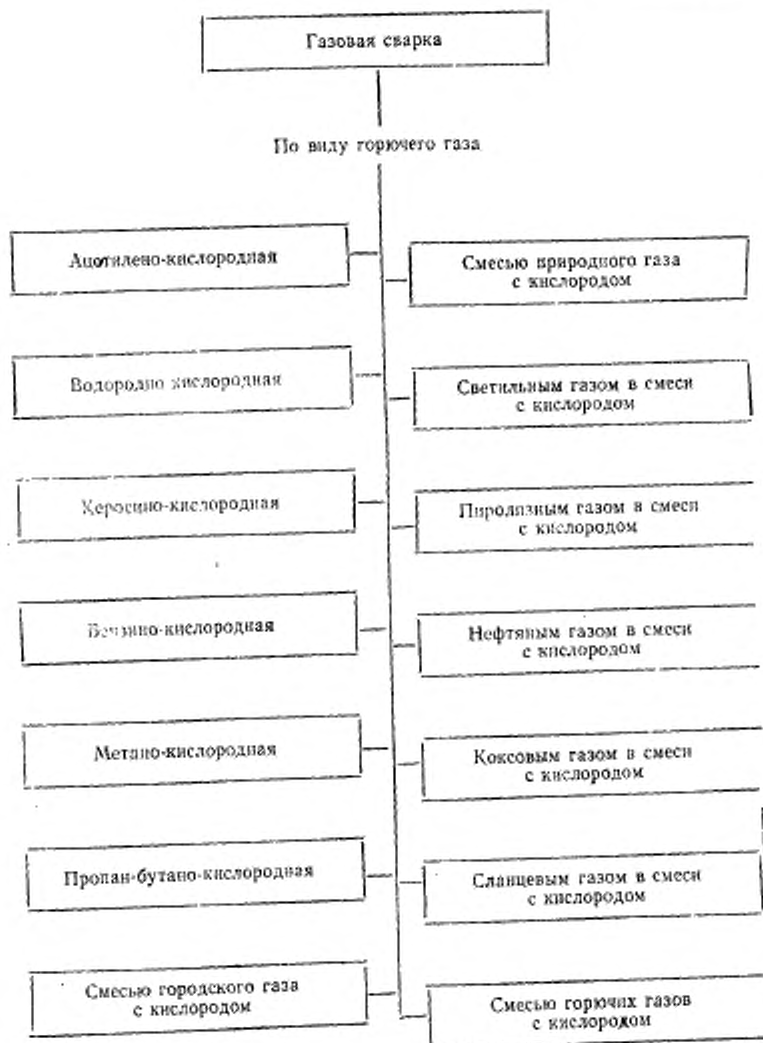 Газовая сварка
По виду горючего газа
Ацотилено-кислородная
Водородно кислородная
Керосино-кислородная
Бензино-кислородная
Метано-кислородная
Пропан-бутано-кислородная
Смесью городского газа
с кислородом
Смесью природного газа
с кислородом
Светильным газом в смеси
с кислородом
Пиролизным газом в смеси
с кислородом
Нефтяным газом в смеси
с кислородом
Коксовым газом в смеси
с кислородом
Сланцевым газом в смеси
с кислородом
Смесью горючих газов
с кислородом